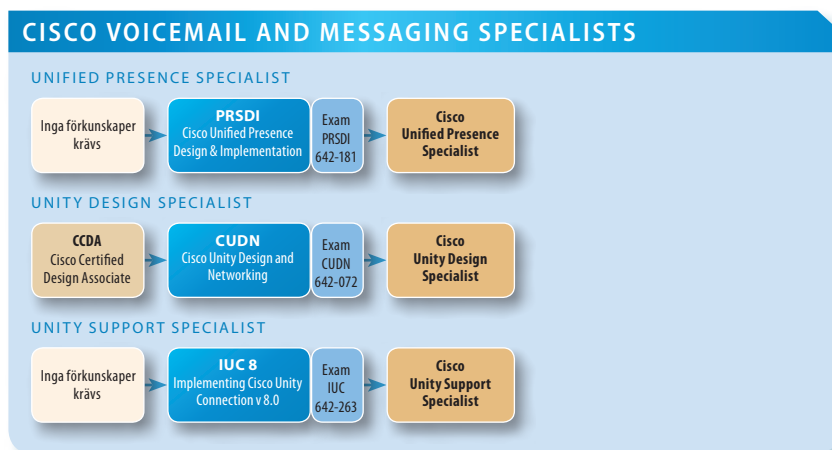 CISCO VOICEMAIL AND MESSAGING SPECIALISTS
UNIFIED PRESENCE SPECIALIST
Inga förkunskaper
krävs
PRSDI
Cisco Unified Presence
Design & Implementation
Exam
PRSDI
642-181
Cisco
Unified Presence
Specialist
UNITY DESIGN SPECIALIST
CCDA
Cisco Certified
Design Associate
CUDN
Cisco Unity Design and
Networking
Exam
CUDN
642-072
Cisco
Unity Design
Specialist
UNITY SUPPORT SPECIALIST
Inga förkunskaper
krävs
IUC 8
Implementing Cisco Unity
Connection v 8.0
Exam
IUC
642-263
Cisco
Unity Support
Specialist